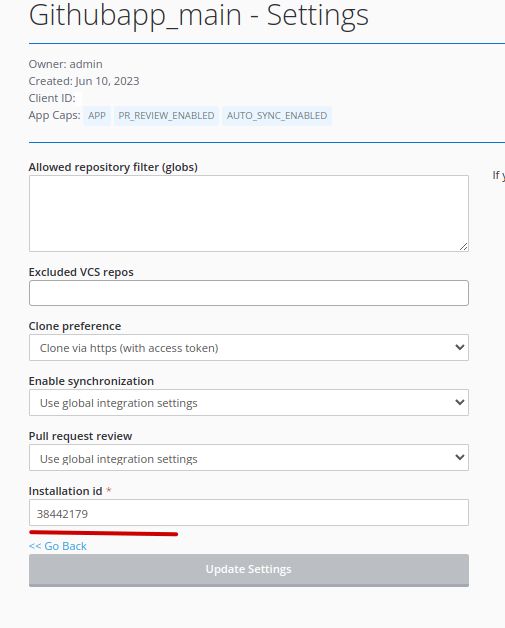 Githubapp_main - Settings
Owner: admin
Created: Jun 10, 2023
Client ID:
App Caps: APP PR_REVIEW_ENABLED AUTO_SYNC_ENABLED
Allowed repository filter (globs)
If y
Excluded VCS repos
Clone preference
Clone via https (with access token)
Enable synchronization
Use global integration settings
Pull request review
Use global integration settings
Installation id *
38442179
<< Go Back
Update Settings